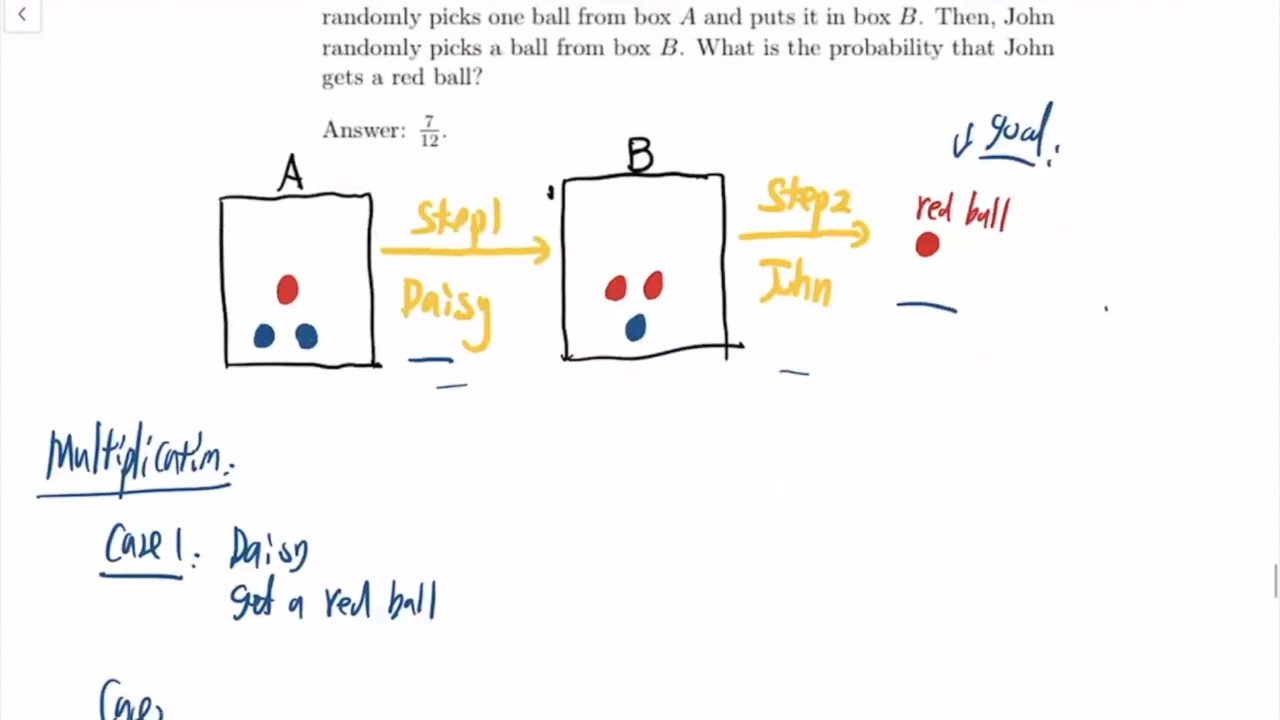 randomly picks one ball from box A and puts it in box B. Then, John
randomly picks a ball from box B. What is the probability that John
gets a red ball?
Answer: 7/12.
goal.
A
B
Step1
Step2
red ball
Daisy
John
Multiplication.
Case 1: Daisy
got a red ball
Case